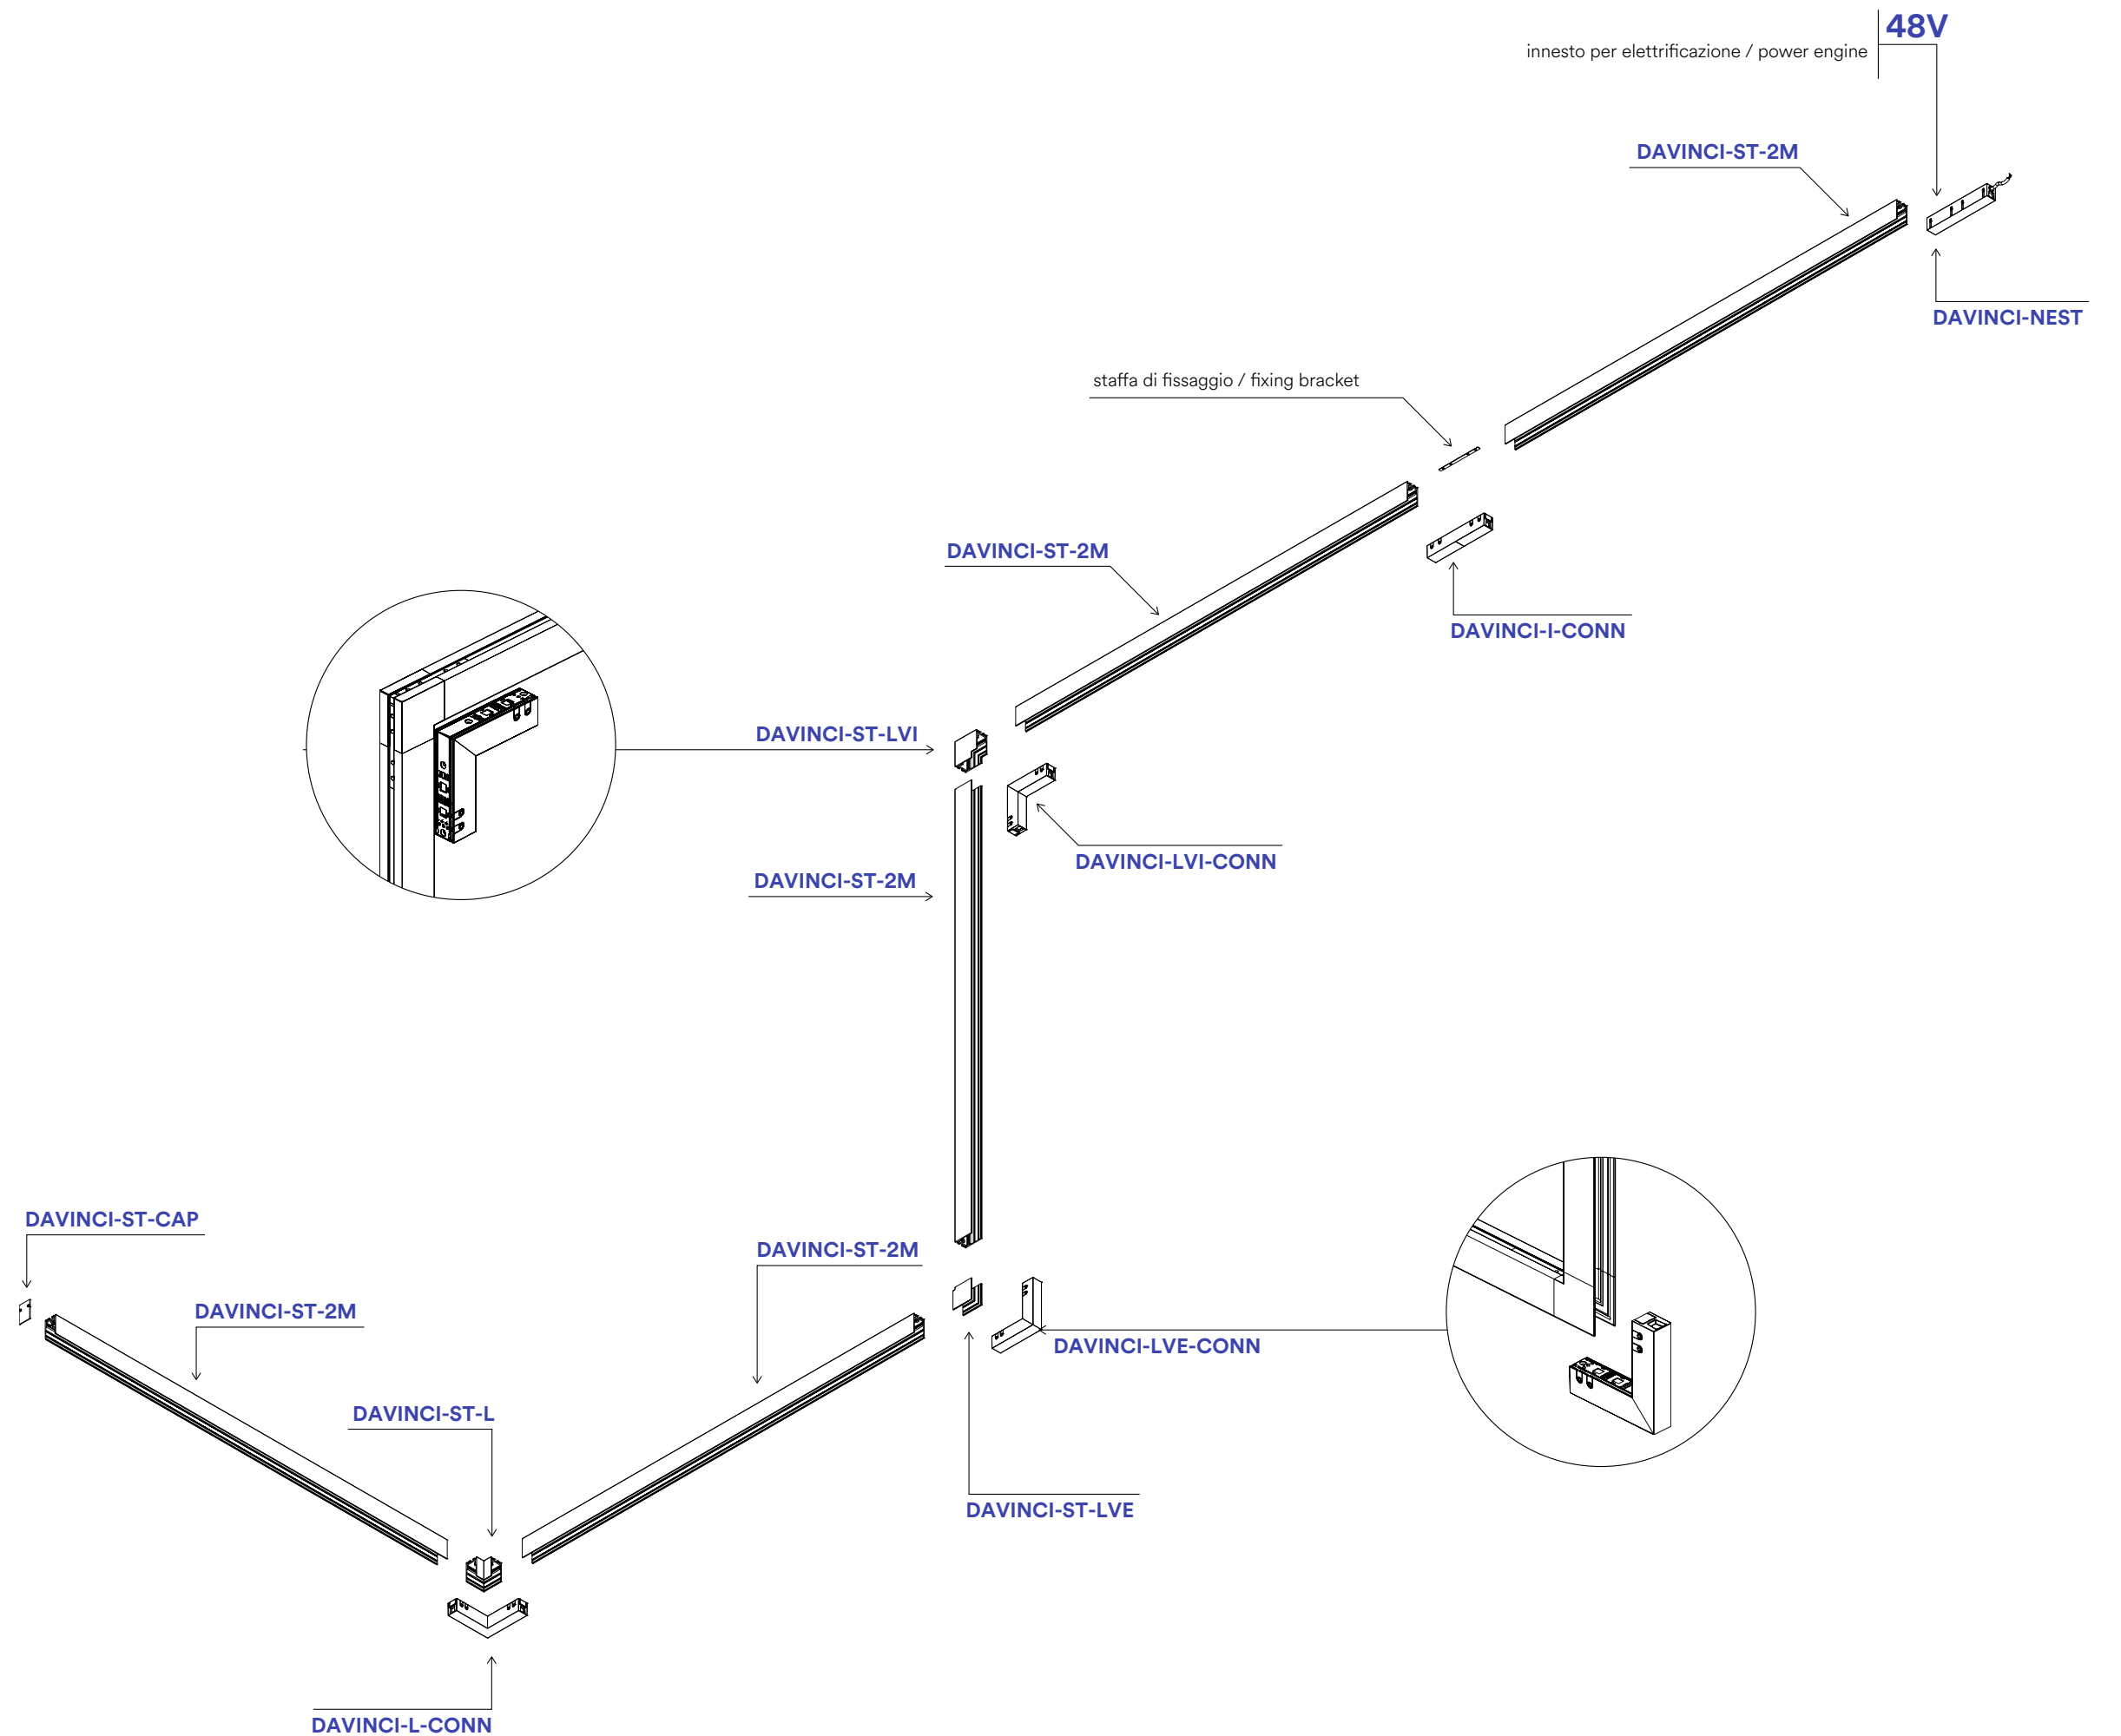 48V
innesto per elettrificazione / power engine
DAVINCI-ST-2M
DAVINCI-NEST
staffa di fissaggio / fixing bracket
DAVINCI-ST-2M
DAVINCI-I-CONN
DAVINCI-ST-LVI
DAVINCI-LVI-CONN
DAVINCI-ST-2M
DAVINCI-ST-CAP
DAVINCI-ST-2M
DAVINCI-ST-2M
DAVINCI-LVE-CONN
DAVINCI-ST-L
DAVINCI-ST-LVE
DAVINCI-L-CONN